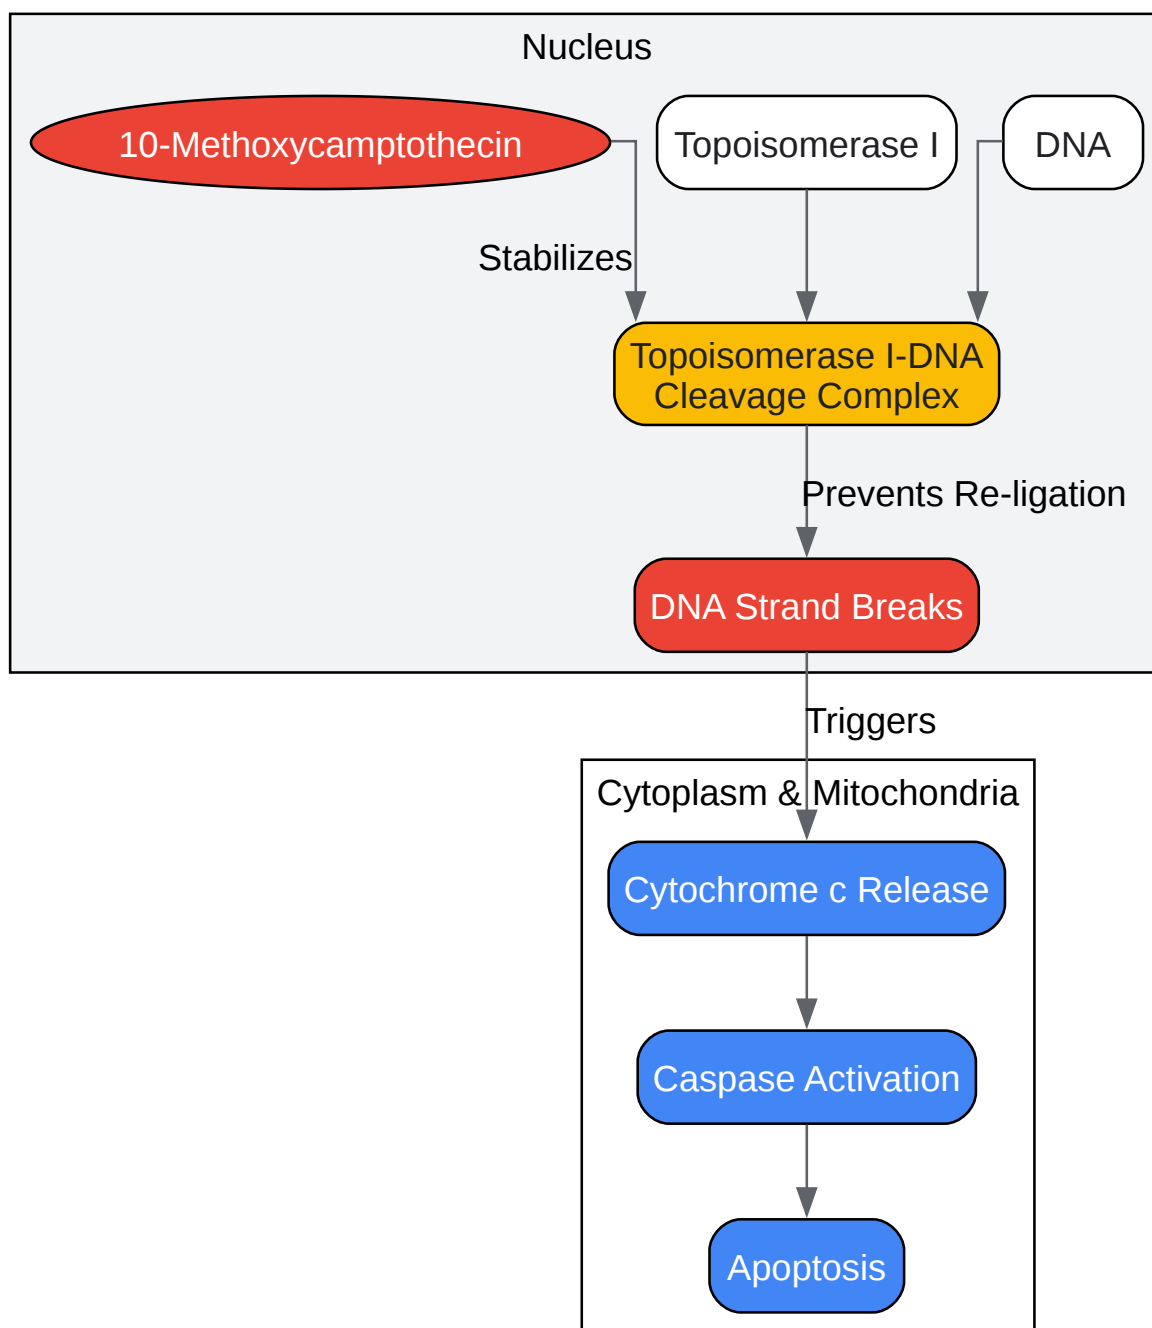 Nucleus
10-Methoxycamptothecin
Topoisomerase I
DNA
Stabilizes
Topoisomerase I-DNA
Cleavage Complex
Prevents Re-ligation
DNA Strand Breaks
Triggers
Cytoplasm & Mitochondria
Cytochrome c Release
Caspase Activation
Apoptosis